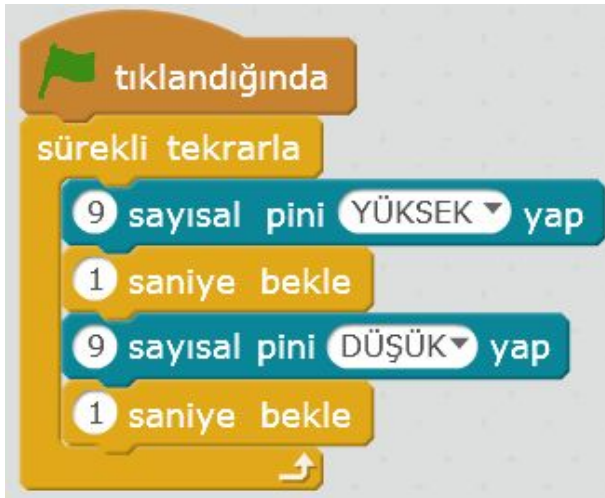 tıklandığında
sürekli tekrarla
9 sayısal pini YÜKSEK yap
1 saniye bekle
9 sayısal pini DÜŞÜK yap
1 saniye bekle